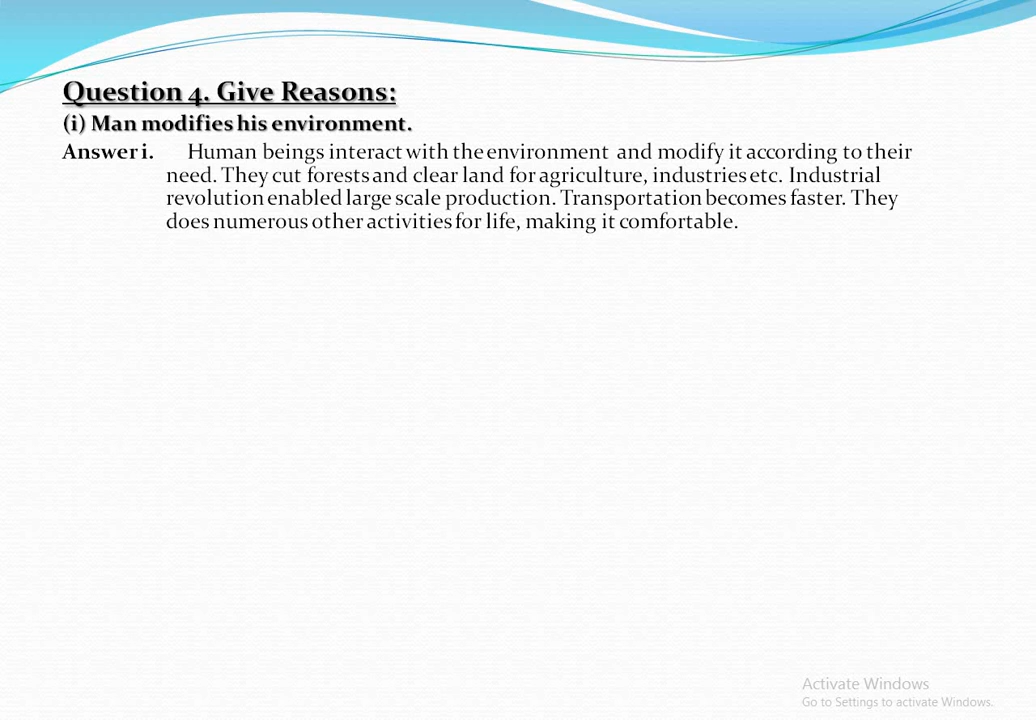 Question 4. Give Reasons:
(i) Man modifies his environment.
Answer i. Human beings interact with the environment and modify it according to their
need. They cut forests and clear land for agriculture, industries etc. Industrial
revolution enabled large scale production. Transportation becomes faster. They
does numerous other activities for life, making it comfortable.
Activate Windows
Go to Settings to activate Windows.